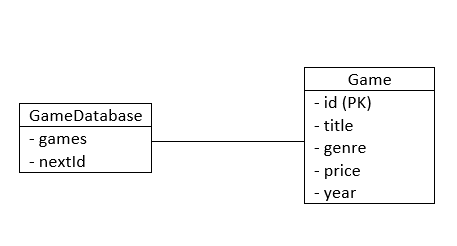 GameDatabase
- games
- nextId
Game
- id (PK)
- title
- genre
- price
- year